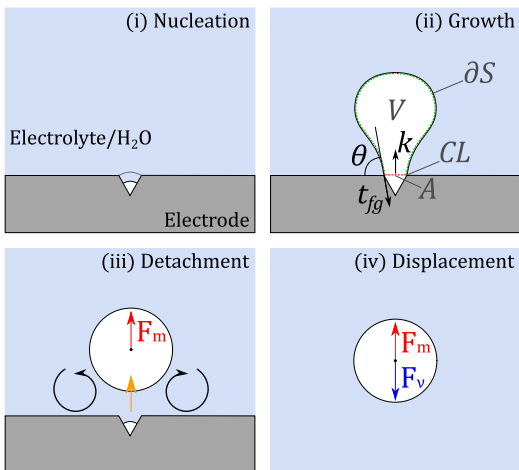 (i) Nucleation
Electrolyte/H₂O
Electrode
(ii) Growth
∂S
V
θ
k
CL
t_fg
A
(iii) Detachment
F_m
(iv) Displacement
F_m
F_ν